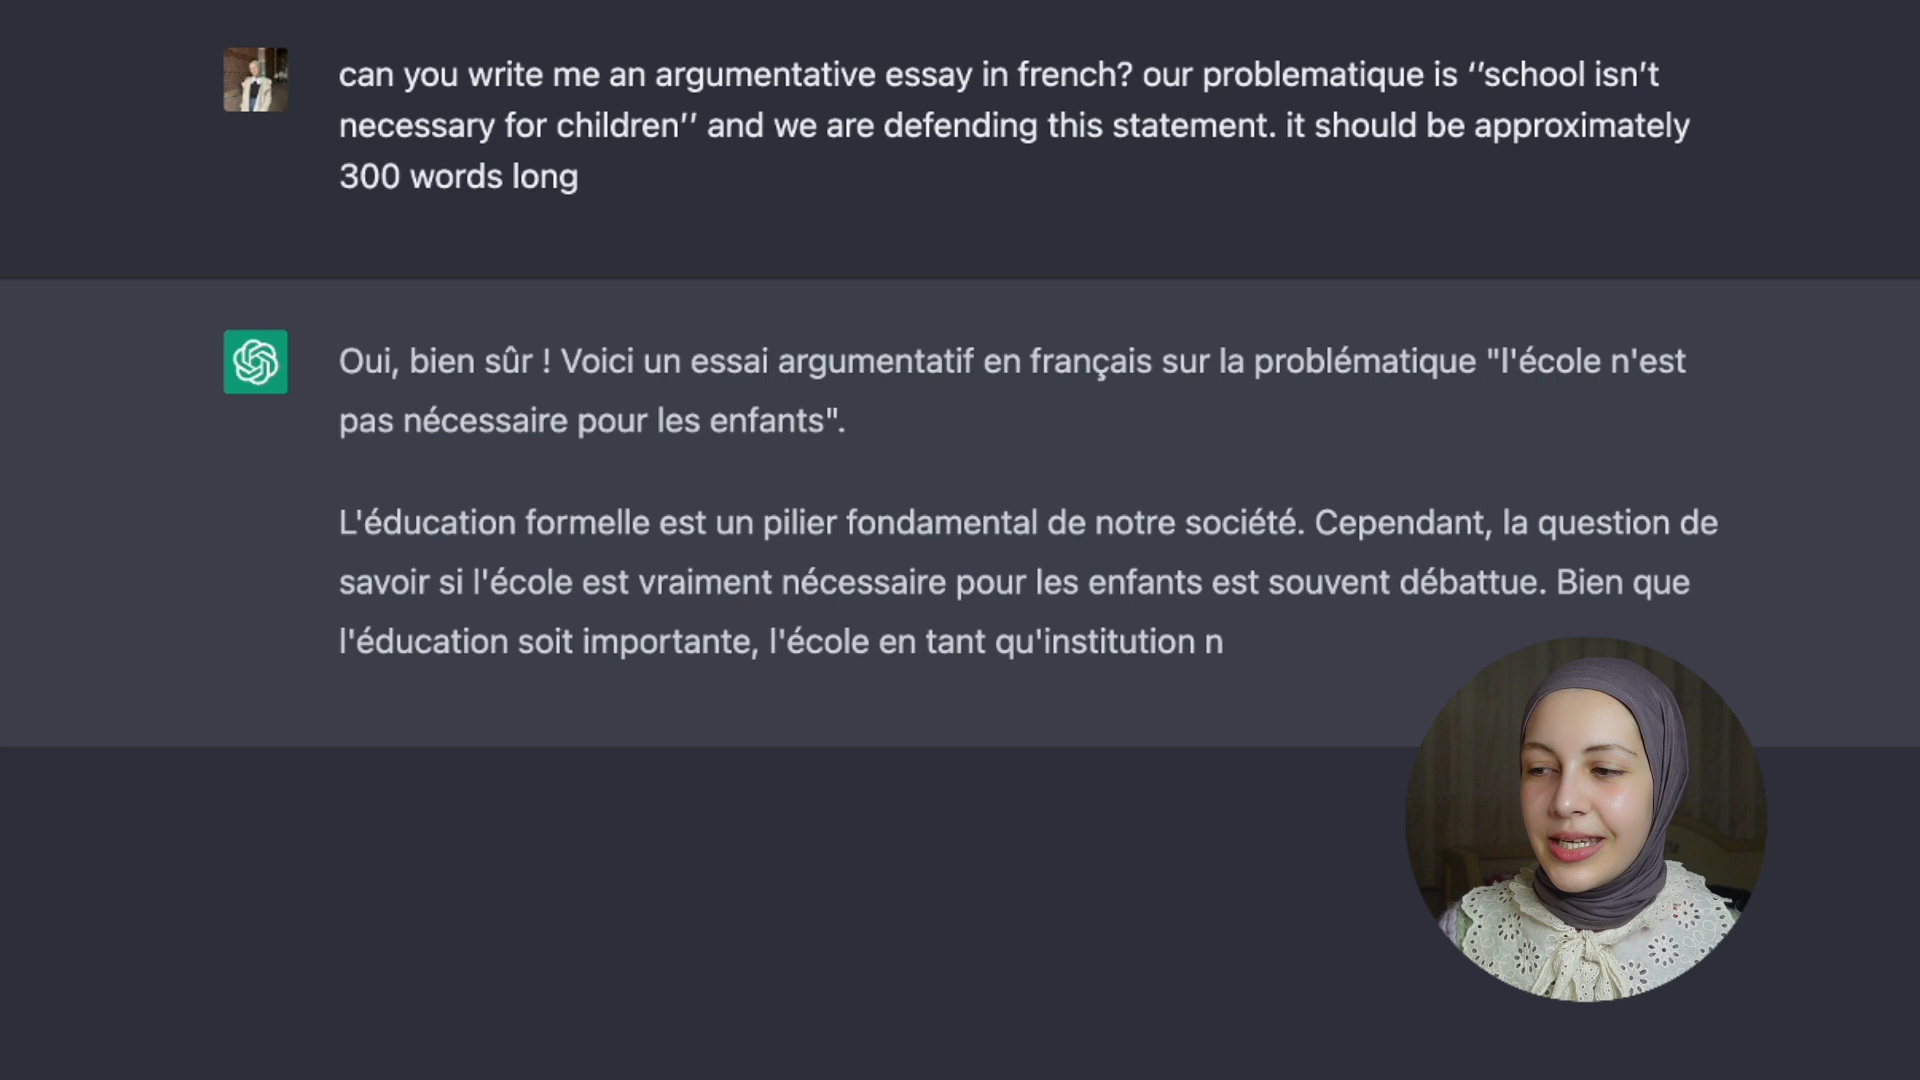 can you write me an argumentative essay in french? our problematique is ‘’school isn’t
necessary for children’’ and we are defending this statement. it should be approximately
300 words long
Oui, bien sûr ! Voici un essai argumentatif en français sur la problématique "l'école n'est
pas nécessaire pour les enfants".
L'éducation formelle est un pilier fondamental de notre société. Cependant, la question de
savoir si l'école est vraiment nécessaire pour les enfants est souvent débattue. Bien que
l'éducation soit importante, l'école en tant qu'institution n